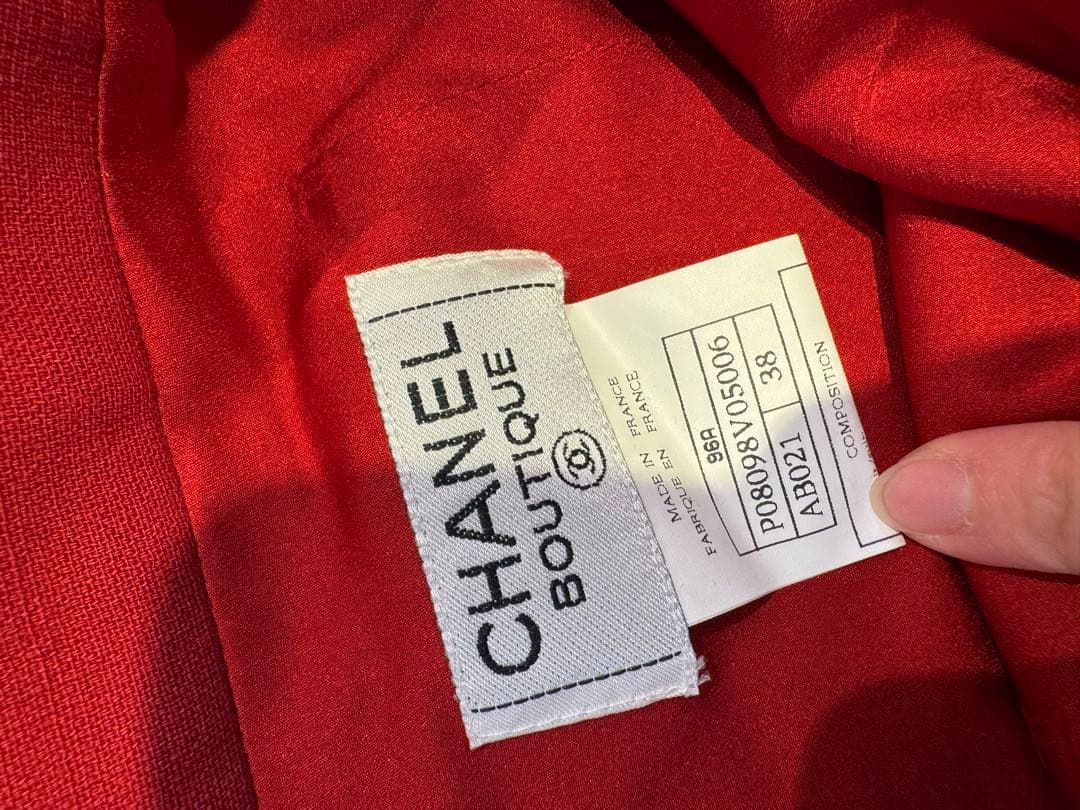 CHANEL
BOUTIQUE
MADE IN FRANCE
FABRIQUE EN FRANCE
96A
P08098V05006
AB021 38
COMPOSITION